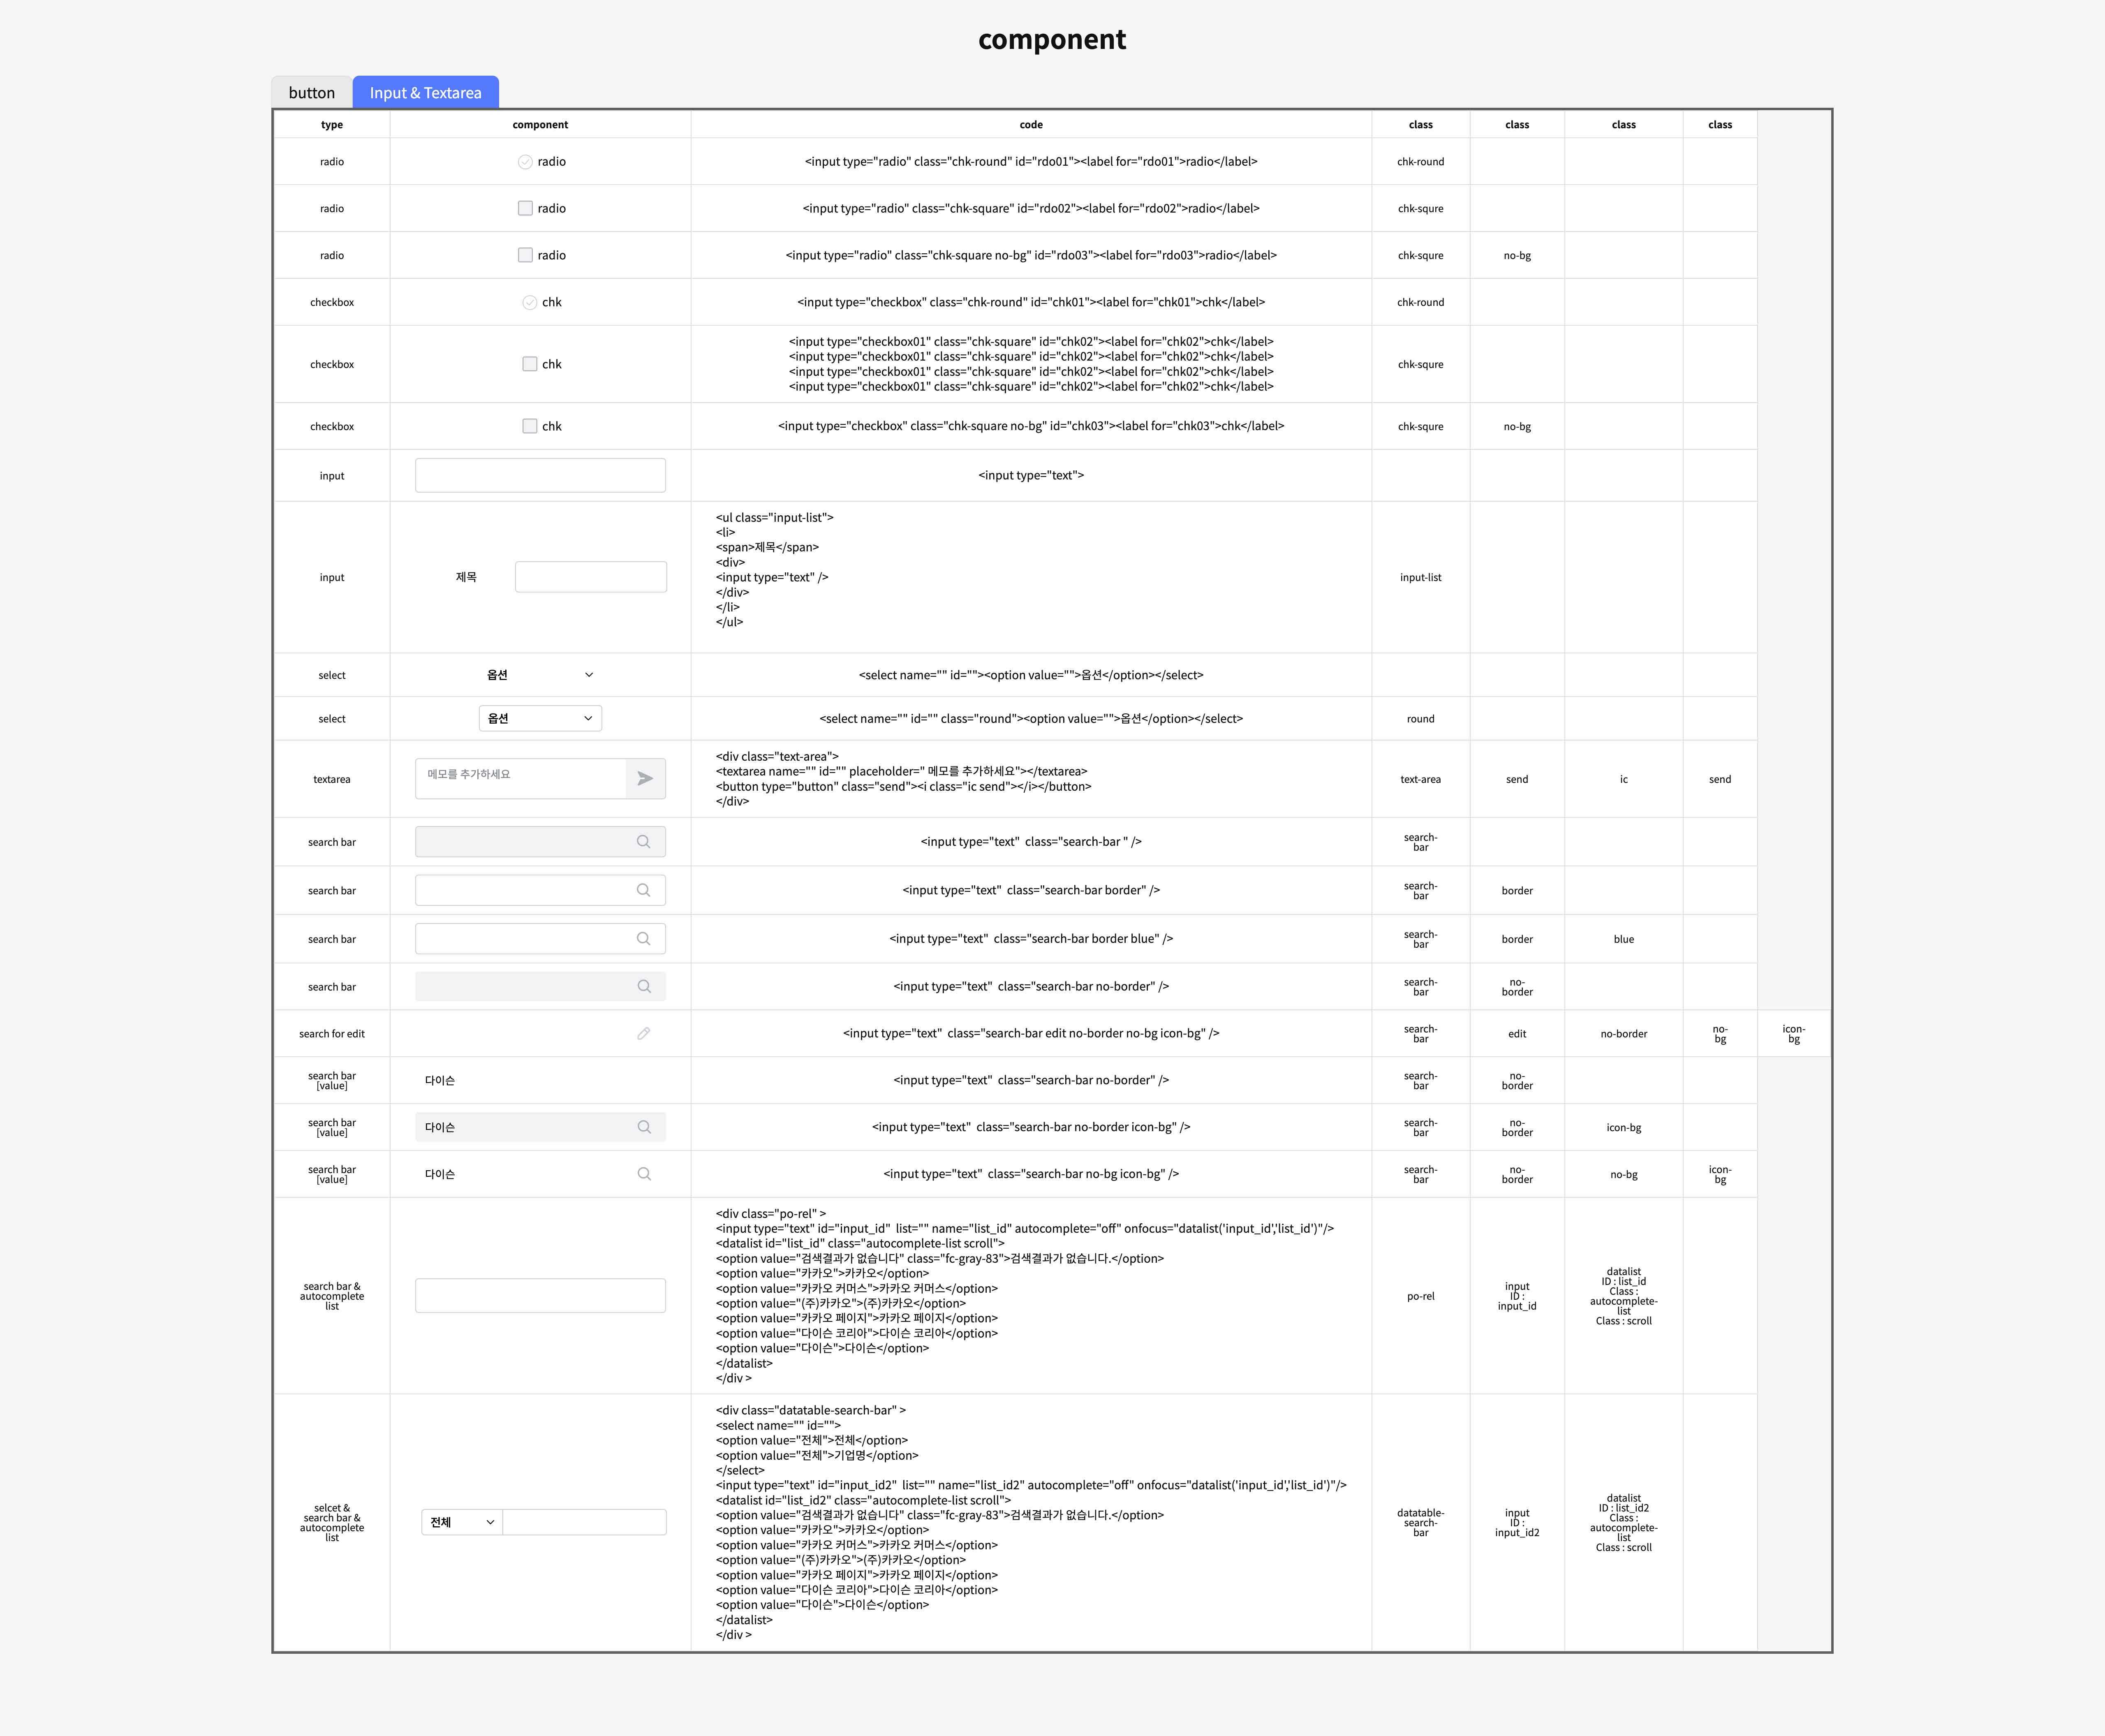 component
button
Input & Textarea
type component code class class class class
radio radio <input type="radio" class="chk-round" id="rdo01"><label for="rdo01">radio</label> chk-round
radio radio <input type="radio" class="chk-square" id="rdo02"><label for="rdo02">radio</label> chk-squre
radio radio <input type="radio" class="chk-square no-bg" id="rdo03"><label for="rdo03">radio</label> chk-squre no-bg
checkbox chk <input type="checkbox" class="chk-round" id="chk01"><label for="chk01">chk</label> chk-round
checkbox chk
<input type="checkbox01" class="chk-square" id="chk02"><label for="chk02">chk</label>
<input type="checkbox01" class="chk-square" id="chk02"><label for="chk02">chk</label>
<input type="checkbox01" class="chk-square" id="chk02"><label for="chk02">chk</label>
<input type="checkbox01" class="chk-square" id="chk02"><label for="chk02">chk</label>
chk-squre
checkbox chk <input type="checkbox" class="chk-square no-bg" id="chk03"><label for="chk03">chk</label> chk-squre no-bg
input <input type="text">
input 제목
<ul class="input-list">
<li>
<span>제목</span>
<div>
<input type="text" />
</div>
</li>
</ul>
input-list
select 옵션 <select name="" id=""><option value="">옵션</option></select>
select 옵션 <select name="" id="" class="round"><option value="">옵션</option></select> round
textarea 메모를 추가하세요
<div class="text-area">
<textarea name="" id="" placeholder=" 메모를 추가하세요"></textarea>
<button type="button" class="send"><i class="ic send"></i></button>
</div>
text-area send ic send
search bar <input type="text"  class="search-bar " />
search-
bar
search bar <input type="text"  class="search-bar border" />
search-
bar
border
search bar <input type="text"  class="search-bar border blue" />
search-
bar
border blue
search bar <input type="text"  class="search-bar no-border" />
search-
bar
no-
border
search for edit <input type="text"  class="search-bar edit no-border no-bg icon-bg" />
search-
bar
edit no-border
no-
bg
icon-
bg
search bar
[value]
다이슨 <input type="text"  class="search-bar no-border" />
search-
bar
no-
border
search bar
[value]
다이슨 <input type="text"  class="search-bar no-border icon-bg" />
search-
bar
no-
border
icon-bg
search bar
[value]
다이슨 <input type="text"  class="search-bar no-bg icon-bg" />
search-
bar
no-
border
no-bg
icon-
bg
search bar &
autocomplete
list
<div class="po-rel" >
<input type="text" id="input_id"  list="" name="list_id" autocomplete="off" onfocus="datalist('input_id','list_id')"/>
<datalist id="list_id" class="autocomplete-list scroll">
<option value="검색결과가 없습니다" class="fc-gray-83">검색결과가 없습니다.</option>
<option value="카카오">카카오</option>
<option value="카카오 커머스">카카오 커머스</option>
<option value="(주)카카오">(주)카카오</option>
<option value="카카오 페이지">카카오 페이지</option>
<option value="다이슨 코리아">다이슨 코리아</option>
<option value="다이슨">다이슨</option>
</datalist>
</div >
po-rel
input
ID :
input_id
datalist
ID : list_id
Class :
autocomplete-
list
Class : scroll
selcet &
search bar &
autocomplete
list
전체
<div class="datatable-search-bar" >
<select name="" id="">
<option value="전체">전체</option>
<option value="전체">기업명</option>
</select>
<input type="text" id="input_id2"  list="" name="list_id2" autocomplete="off" onfocus="datalist('input_id','list_id')"/>
<datalist id="list_id2" class="autocomplete-list scroll">
<option value="검색결과가 없습니다" class="fc-gray-83">검색결과가 없습니다.</option>
<option value="카카오">카카오</option>
<option value="카카오 커머스">카카오 커머스</option>
<option value="(주)카카오">(주)카카오</option>
<option value="카카오 페이지">카카오 페이지</option>
<option value="다이슨 코리아">다이슨 코리아</option>
<option value="다이슨">다이슨</option>
</datalist>
</div >
datatable-
search-
bar
input
ID :
input_id2
datalist
ID : list_id2
Class :
autocomplete-
list
Class : scroll